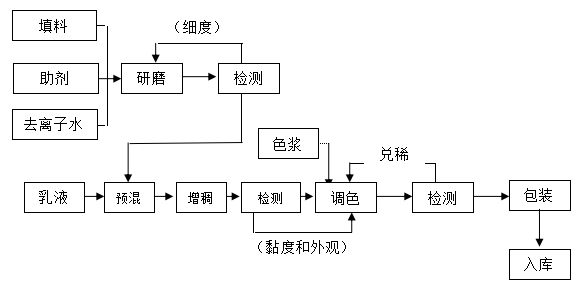 填料
（细度）
助剂
研磨
检测
去离子水
色浆
兑稀
乳液
预混
增稠
检测
调色
检测
包装
（黏度和外观）
入库